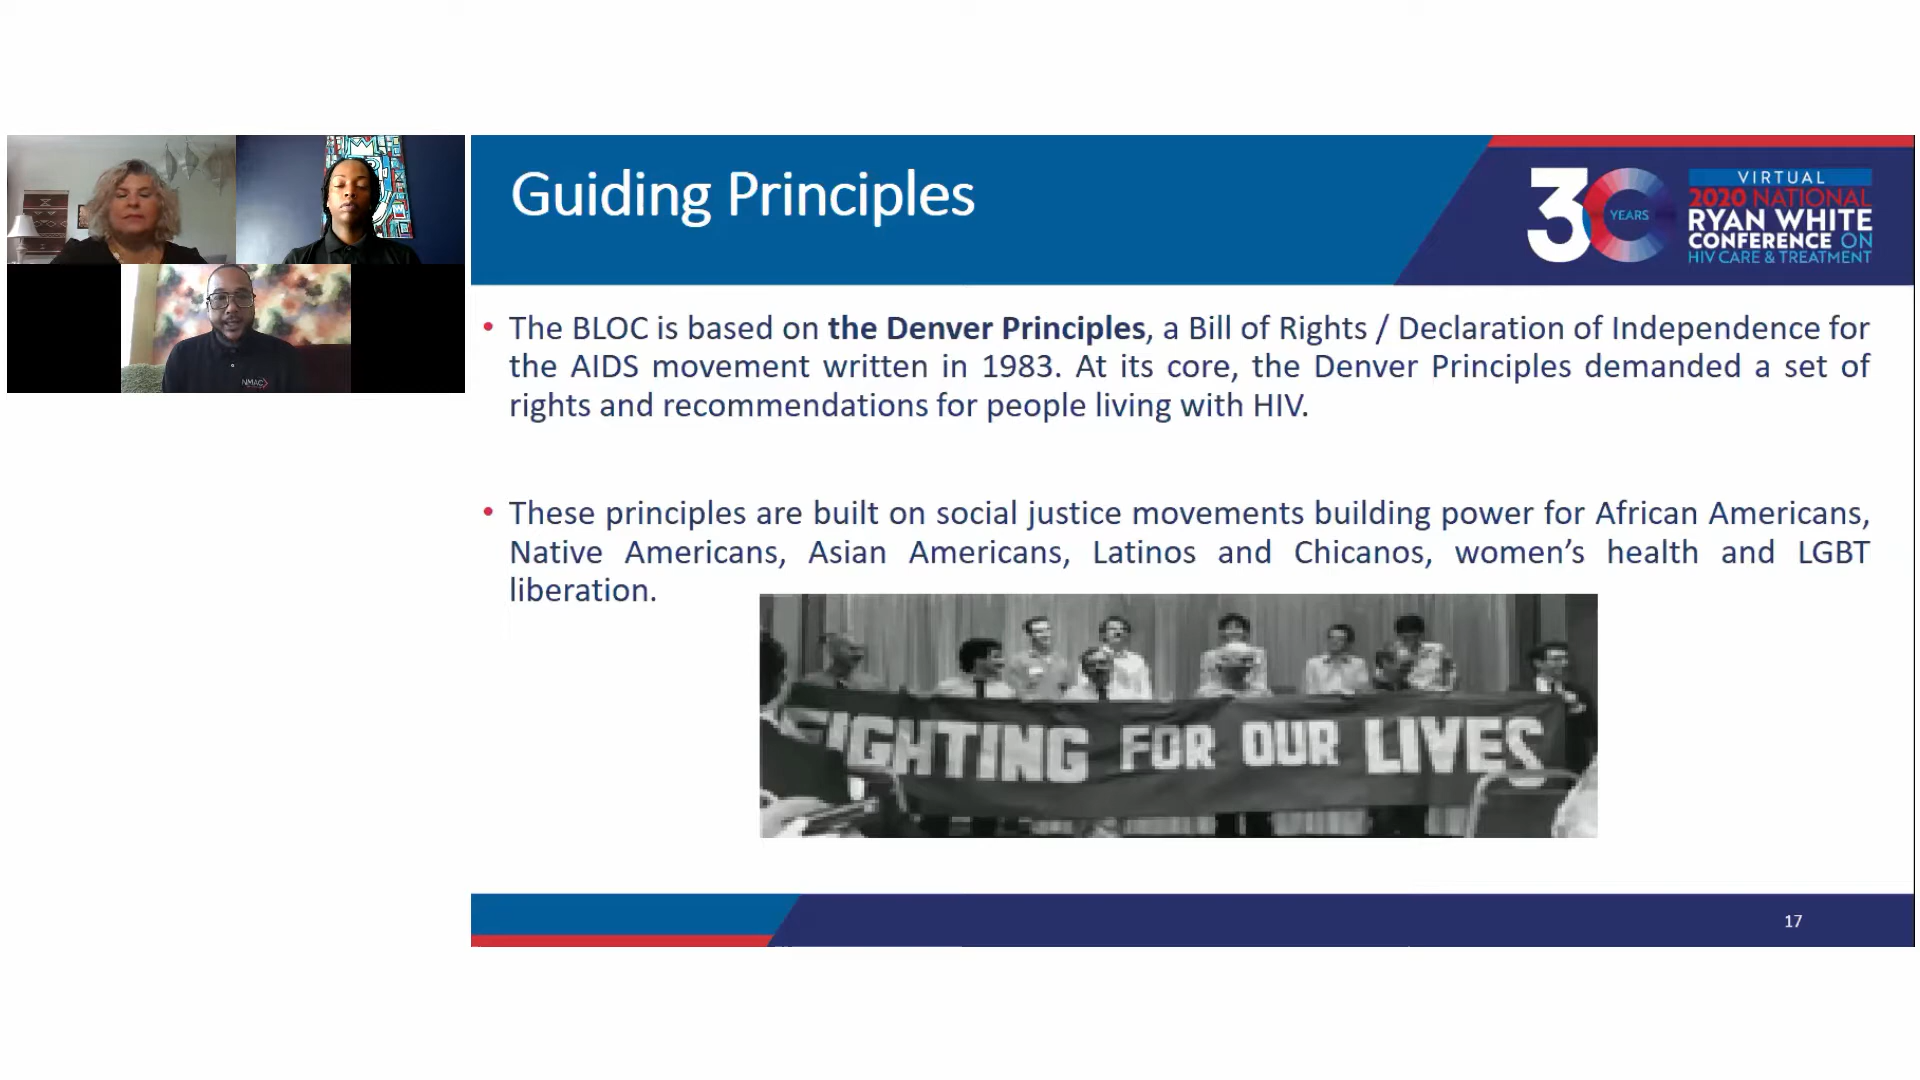 NMAC
Guiding Principles
30
YEARS
VIRTUAL
2020 NATIONAL
RYAN WHITE
CONFERENCE ON
HIV CARE & TREATMENT
• The BLOC is based on the Denver Principles, a Bill of Rights / Declaration of Independence for
the AIDS movement written in 1983. At its core, the Denver Principles demanded a set of
rights and recommendations for people living with HIV.
• These principles are built on social justice movements building power for African Americans,
Native Americans, Asian Americans, Latinos and Chicanos, women’s health and LGBT
liberation.
FIGHTING FOR OUR LIVES
17